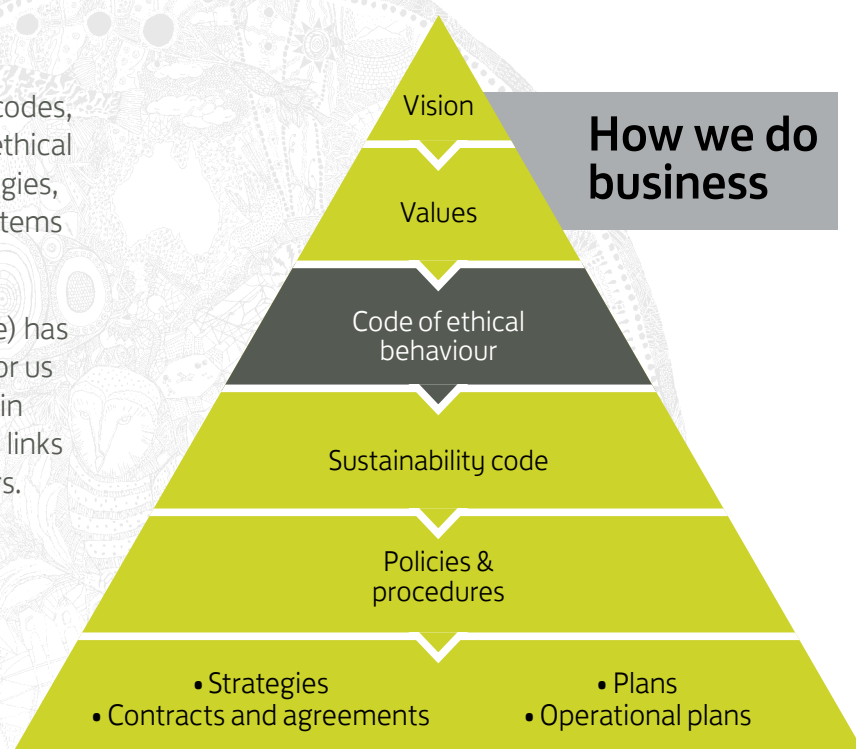 codes,
ethical
gies,
tems
e) has
or us
in
links
s.
How we do
business
Vision
Values
Code of ethical
behaviour
Sustainability code
Policies &
procedures
• Strategies
• Contracts and agreements
• Plans
• Operational plans